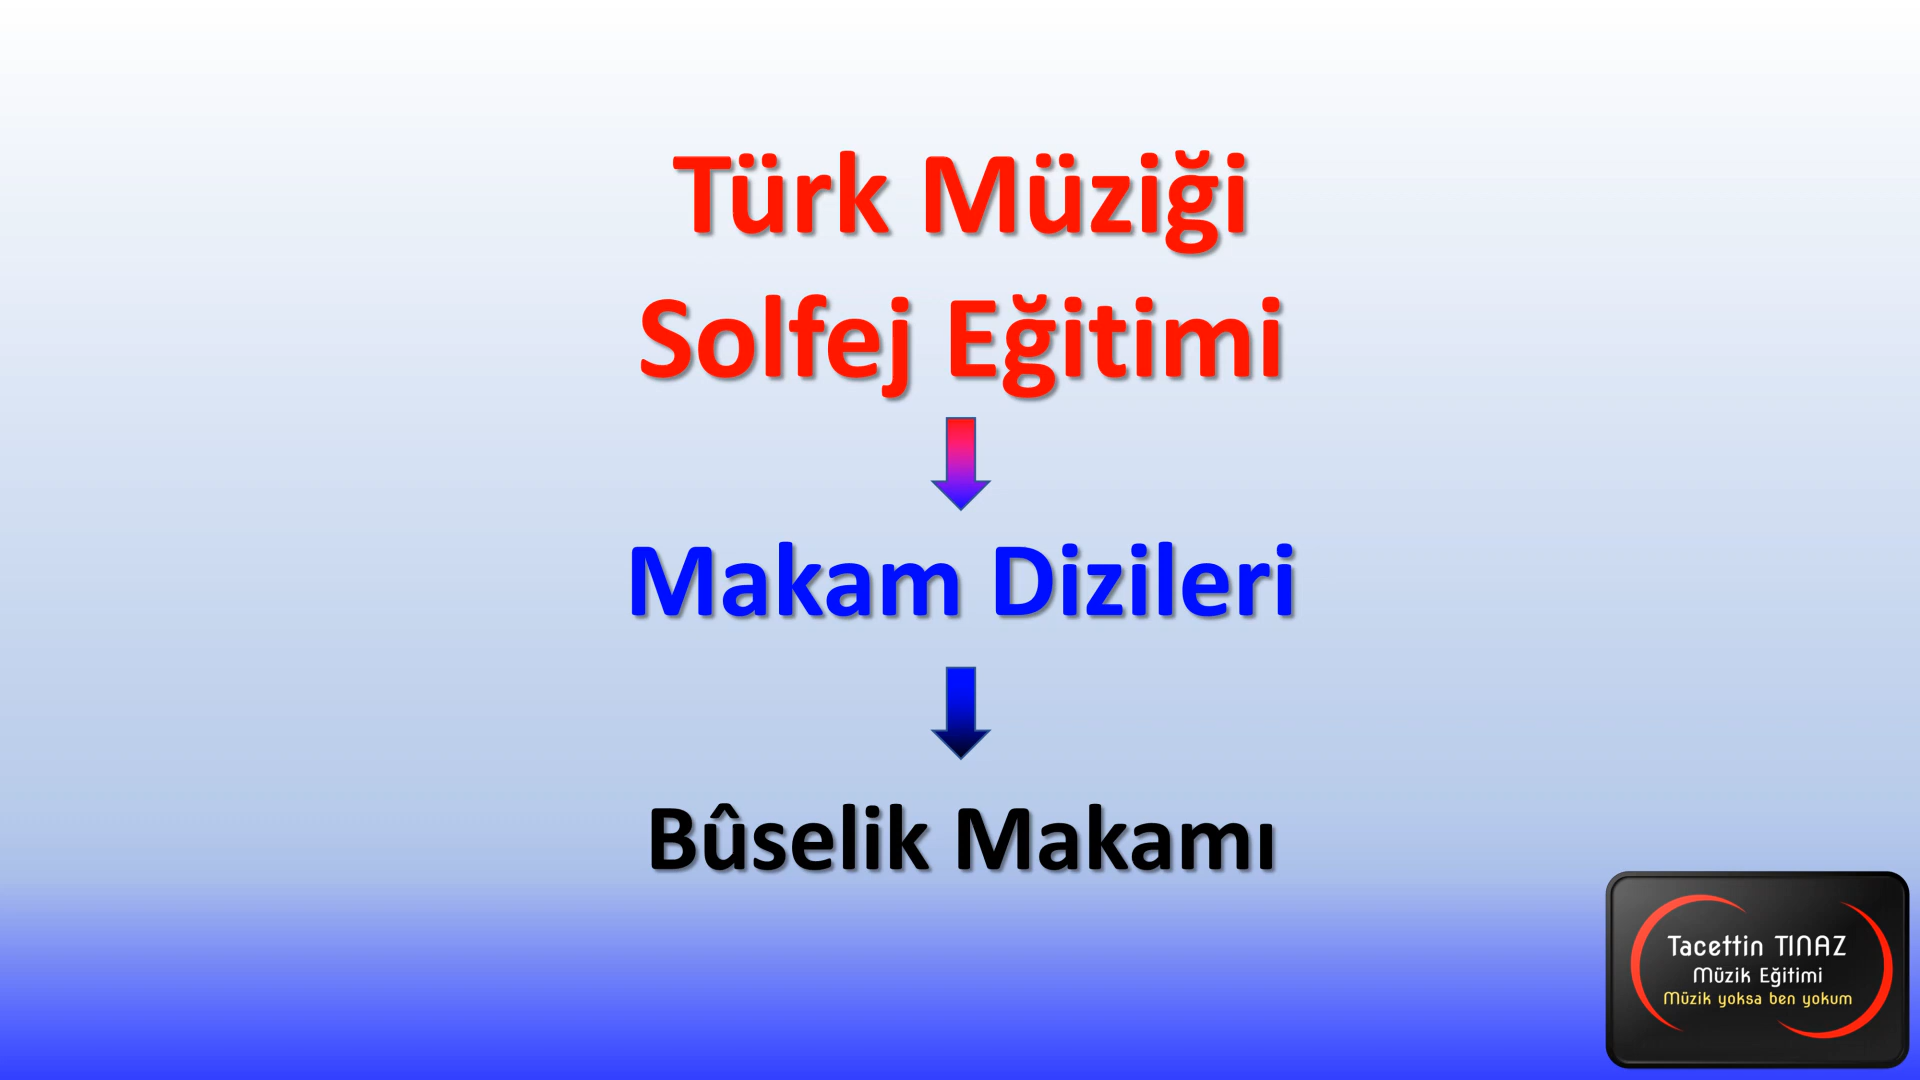 Türk Müziği
Solfej Eğitimi
Makam Dizileri
Bûselik Makamı
Tacettin TINAZ
Müzik Eğitimi
Müzik yoksa ben yokum